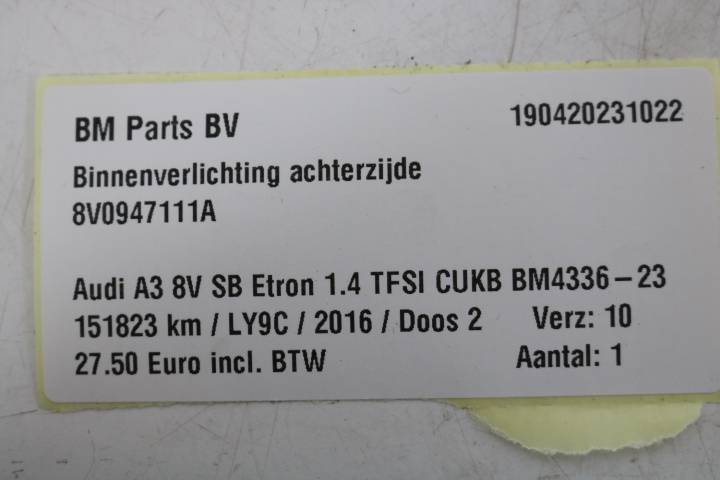 BM Parts BV 190420231022
Binnenverlichting achterzijde
8V0947111A
Audi A3 8V SB Etron 1.4 TFSI CUKB BM4336-23
151823 km / LY9C / 2016 / Doos 2 Verz: 10
27.50 Euro incl. BTW Aantal: 1